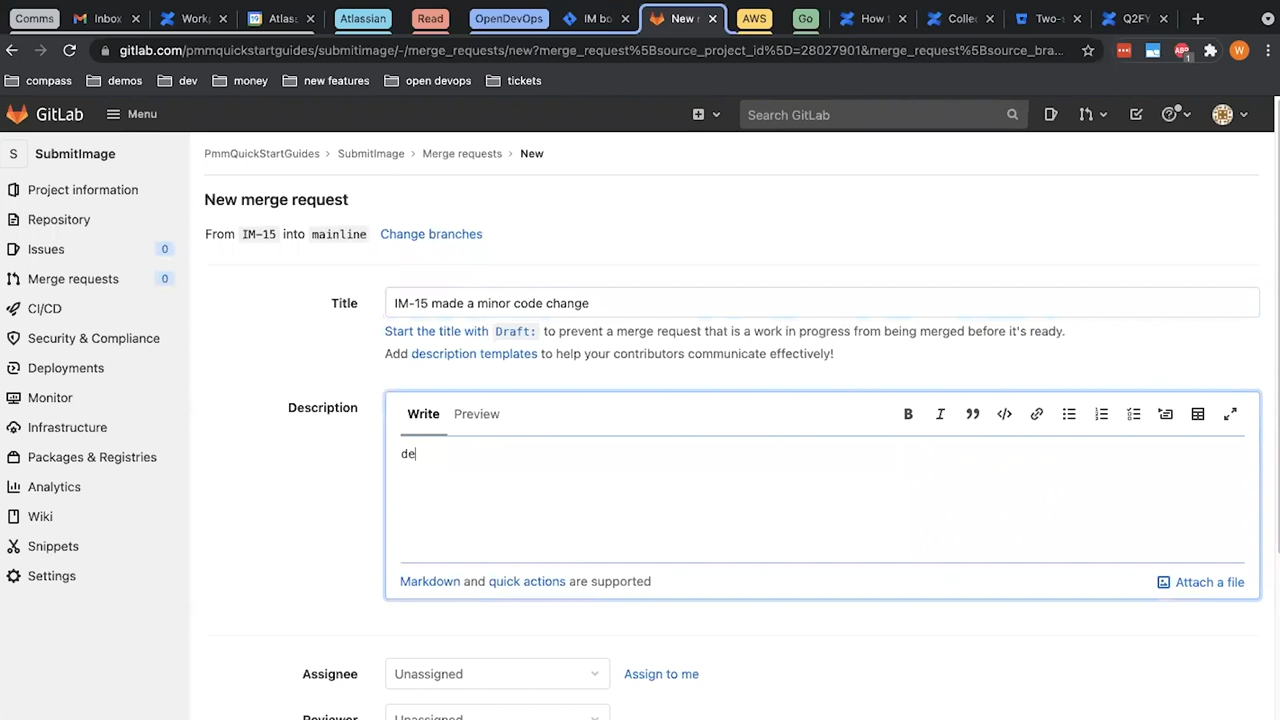 Comms Inbox Work Atlass Atlassian Read OpenDevOps IM bo New r AWS Go How t Collec Two-s Q2FY
gitlab.com/pmmquickstartguides/submitimage/-/merge_requests/new?merge_request%5Bsource_project_id%5D=28027901&merge_request%5Bsource_bra... ABP 1 W
compass demos dev money new features open devops tickets
GitLab Menu Search GitLab
S SubmitImage
PmmQuickStartGuides › SubmitImage › Merge requests › New
Project information
Repository
Issues 0
Merge requests 0
CI/CD
Security & Compliance
Deployments
Monitor
Infrastructure
Packages & Registries
Analytics
Wiki
Snippets
Settings
New merge request
From IM-15 into mainline Change branches
Title IM-15 made a minor code change
Start the title with Draft: to prevent a merge request that is a work in progress from being merged before it's ready.
Add description templates to help your contributors communicate effectively!
Description
Write Preview
de
Markdown and quick actions are supported Attach a file
Assignee Unassigned Assign to me
Reviewer Unassigned